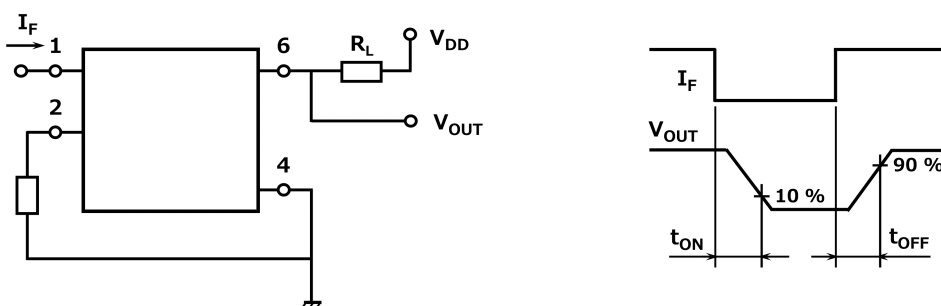 I_F
1
2
6
4
R_L
V_DD
V_OUT
I_F
V_OUT
10 %
90 %
t_ON
t_OFF